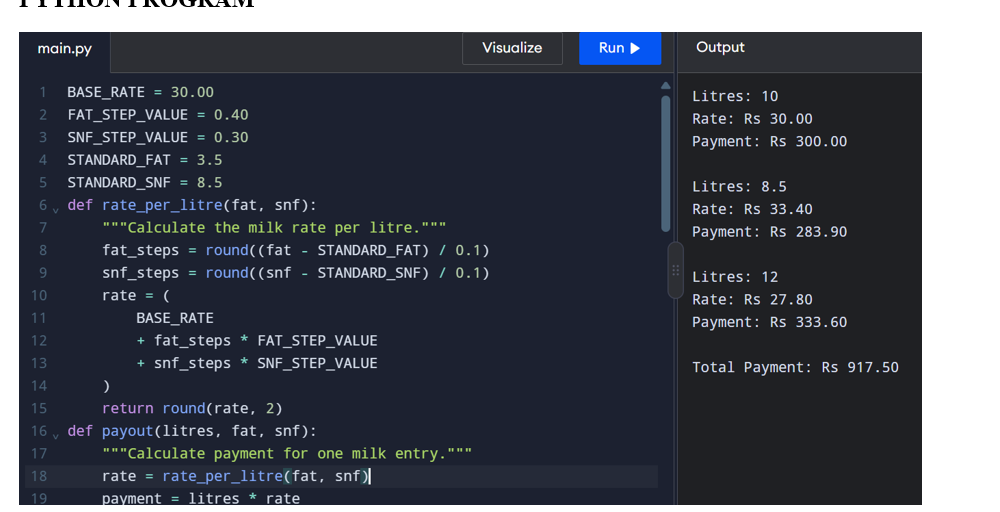 PYTHON PROGRAM
main.py
Visualize
Run
Output
1 BASE_RATE = 30.00
2 FAT_STEP_VALUE = 0.40
3 SNF_STEP_VALUE = 0.30
4 STANDARD_FAT = 3.5
5 STANDARD_SNF = 8.5
6 def rate_per_litre(fat, snf):
7 """Calculate the milk rate per litre."""
8 fat_steps = round((fat - STANDARD_FAT) / 0.1)
9 snf_steps = round((snf - STANDARD_SNF) / 0.1)
10 rate = (
11 BASE_RATE
12 + fat_steps * FAT_STEP_VALUE
13 + snf_steps * SNF_STEP_VALUE
14 )
15 return round(rate, 2)
16 def payout(litres, fat, snf):
17 """Calculate payment for one milk entry."""
18 rate = rate_per_litre(fat, snf)
19 payment = litres * rate
Litres: 10
Rate: Rs 30.00
Payment: Rs 300.00
Litres: 8.5
Rate: Rs 33.40
Payment: Rs 283.90
Litres: 12
Rate: Rs 27.80
Payment: Rs 333.60
Total Payment: Rs 917.50